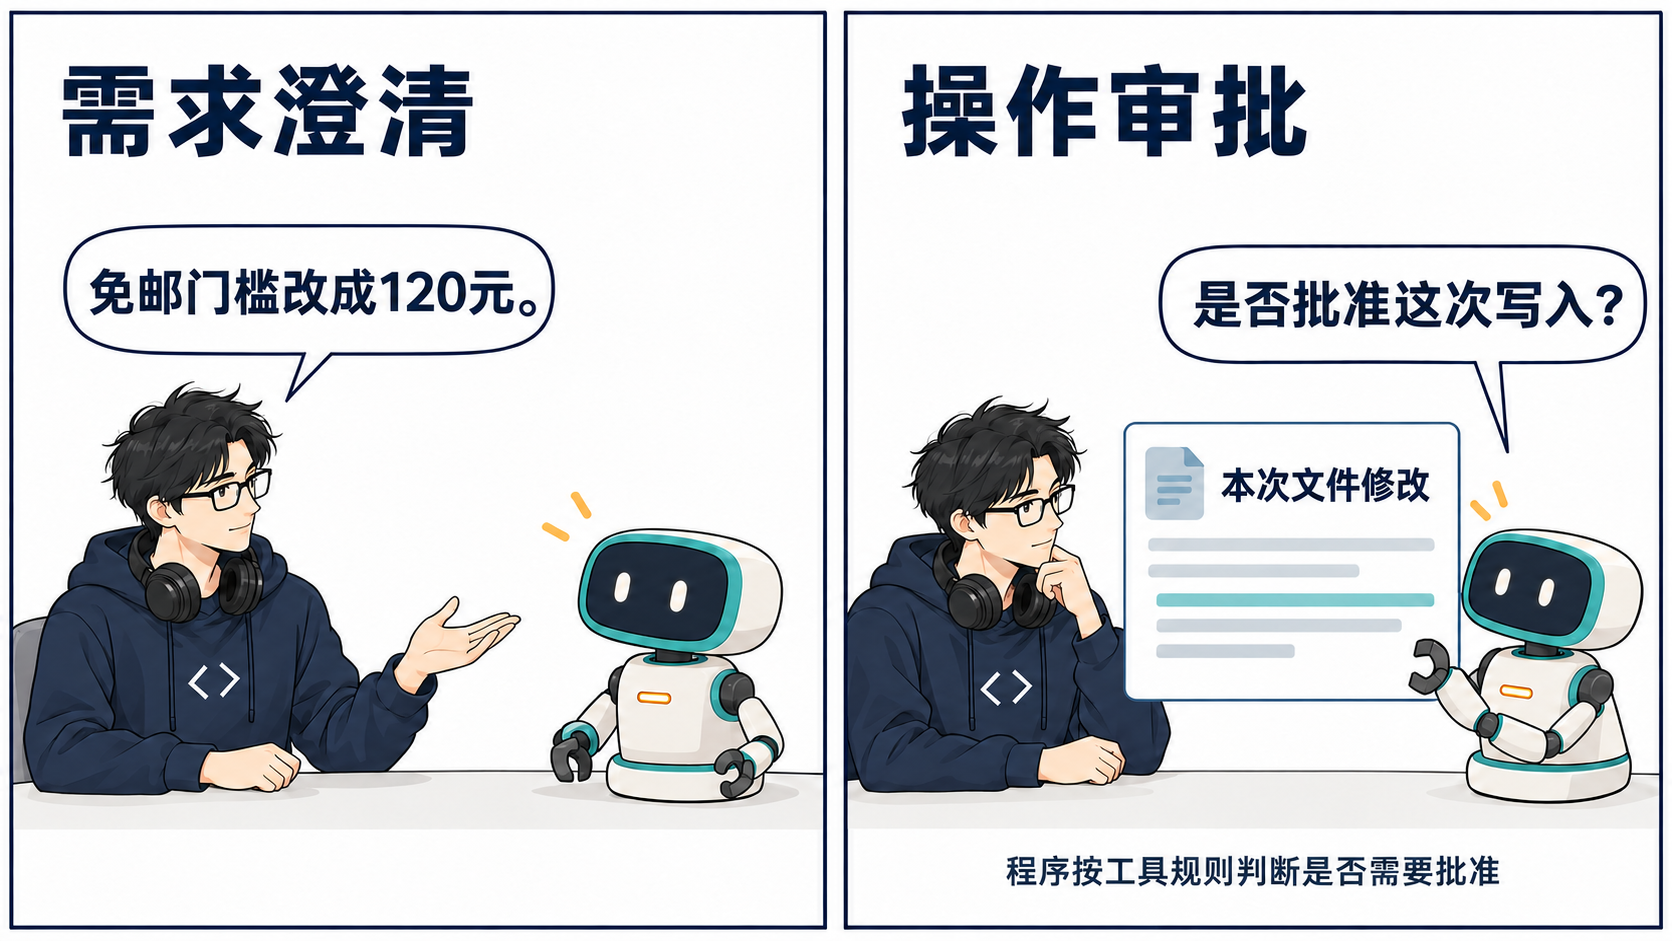 需求澄清
免邮门槛改成120元。
操作审批
是否批准这次写入?
本次文件修改
程序按工具规则判断是否需要批准